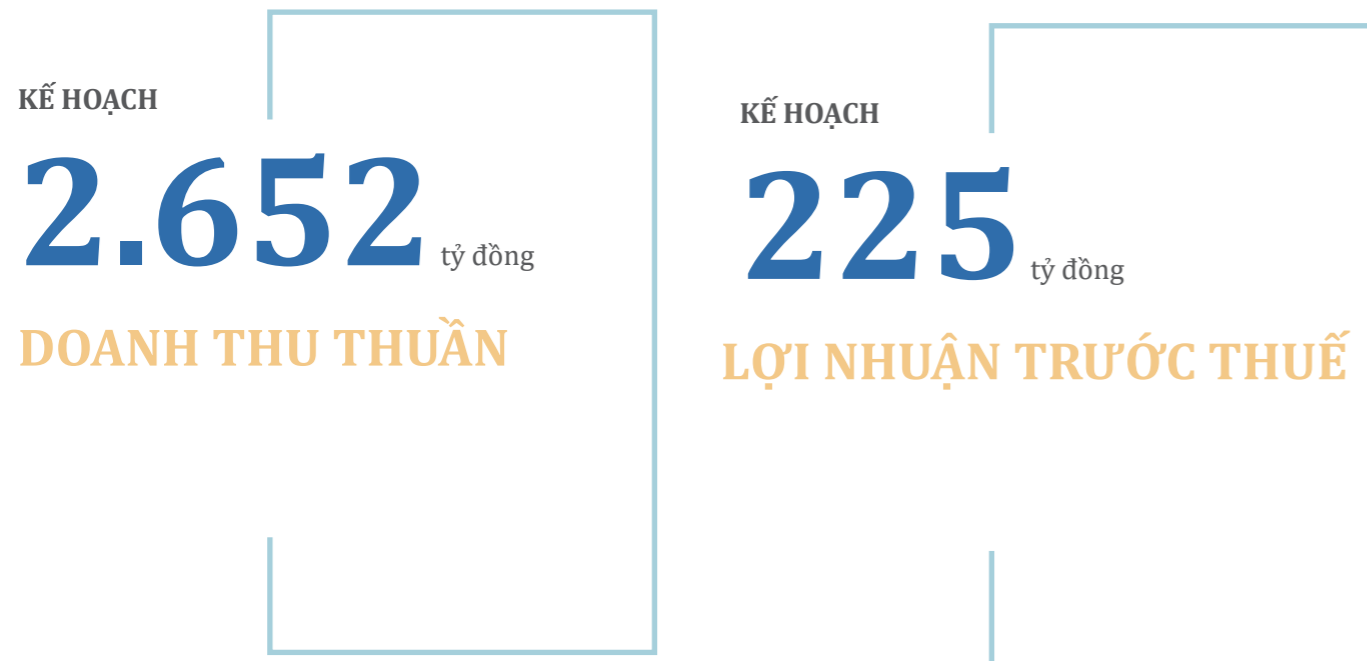 KẾ HOẠCH
2.652 tỷ đồng
DOANH THU THUẦN
KẾ HOẠCH
225 tỷ đồng
LỢI NHUẬN TRƯỚC THUẾ